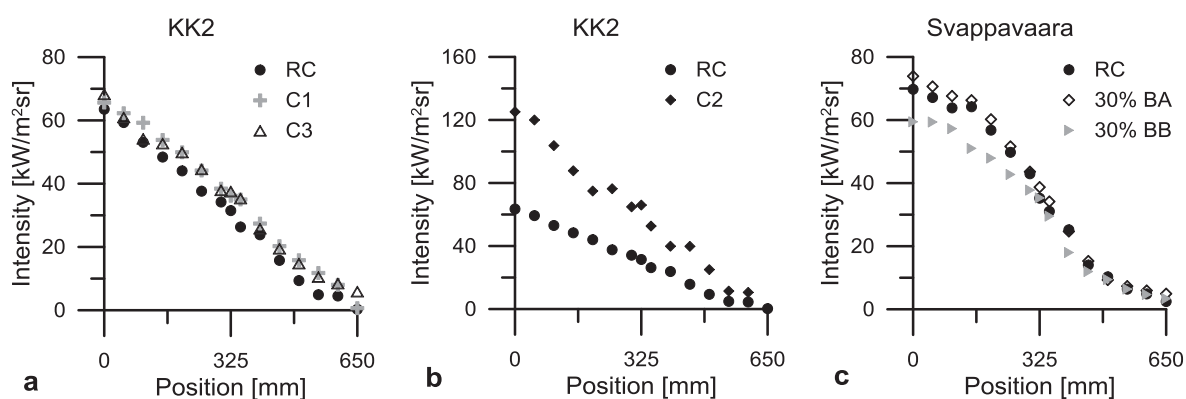 KK2
80
60
40
20
0
Intensity [kW/m²sr]
RC
C1
C3
0 325 650
Position [mm]
a
KK2
160
120
80
40
0
Intensity [kW/m²sr]
RC
C2
0 325 650
Position [mm]
b
Svappavaara
80
60
40
20
0
Intensity [kW/m²sr]
RC
30% BA
30% BB
0 325 650
Position [mm]
c